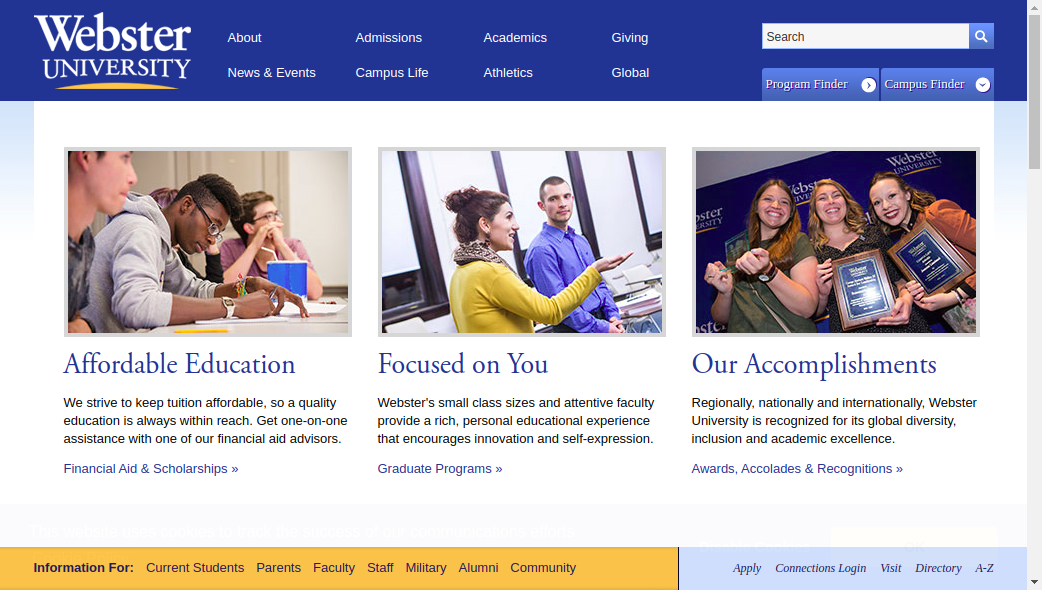 Webster
UNIVERSITY
About Admissions Academics Giving
News & Events Campus Life Athletics Global
Search
Program Finder Campus Finder
Webster
UNIVERSITY
Affordable Education
We strive to keep tuition affordable, so a quality
education is always within reach. Get one-on-one
assistance with one of our financial aid advisors.
Financial Aid & Scholarships »
Focused on You
Webster's small class sizes and attentive faculty
provide a rich, personal educational experience
that encourages innovation and self-expression.
Graduate Programs »
Our Accomplishments
Regionally, nationally and internationally, Webster
University is recognized for its global diversity,
inclusion and academic excellence.
Awards, Accolades & Recognitions »
Information For: Current Students Parents Faculty Staff Military Alumni Community
Apply Connections Login Visit Directory A-Z